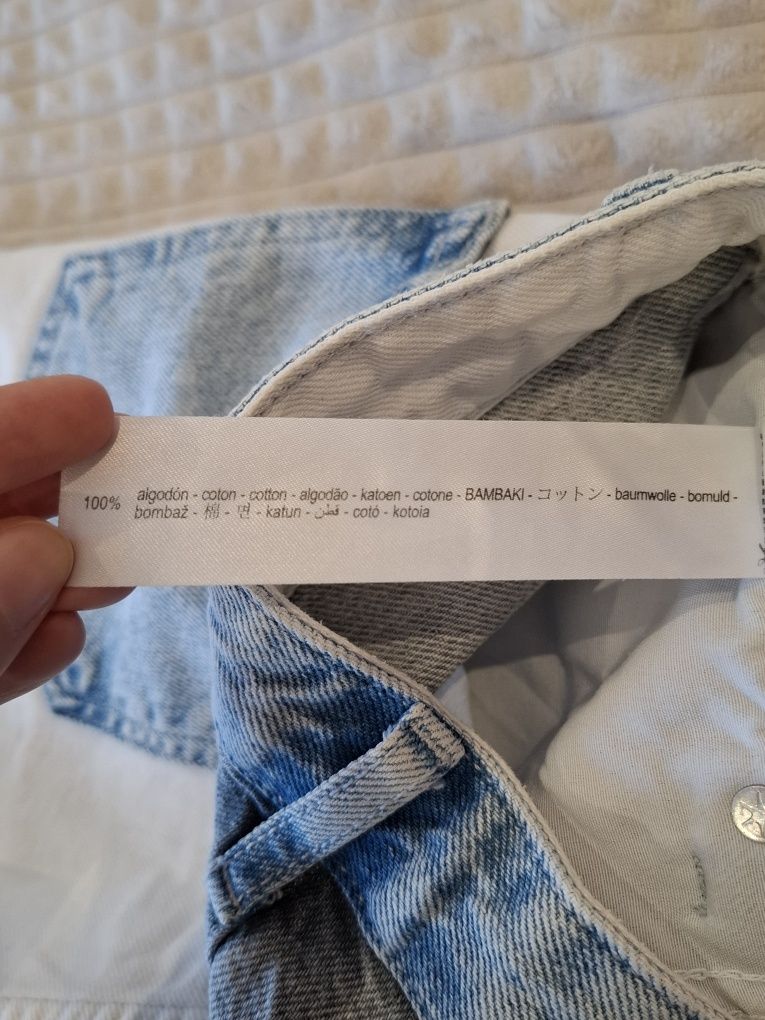 100% algodón - coton - cotton - algodão - katoen - cotone - BAMBAKI - コットン - baumwolle - bomuld -
bombaž - 棉 - 면 - katun - قطن - cotó - kotoia